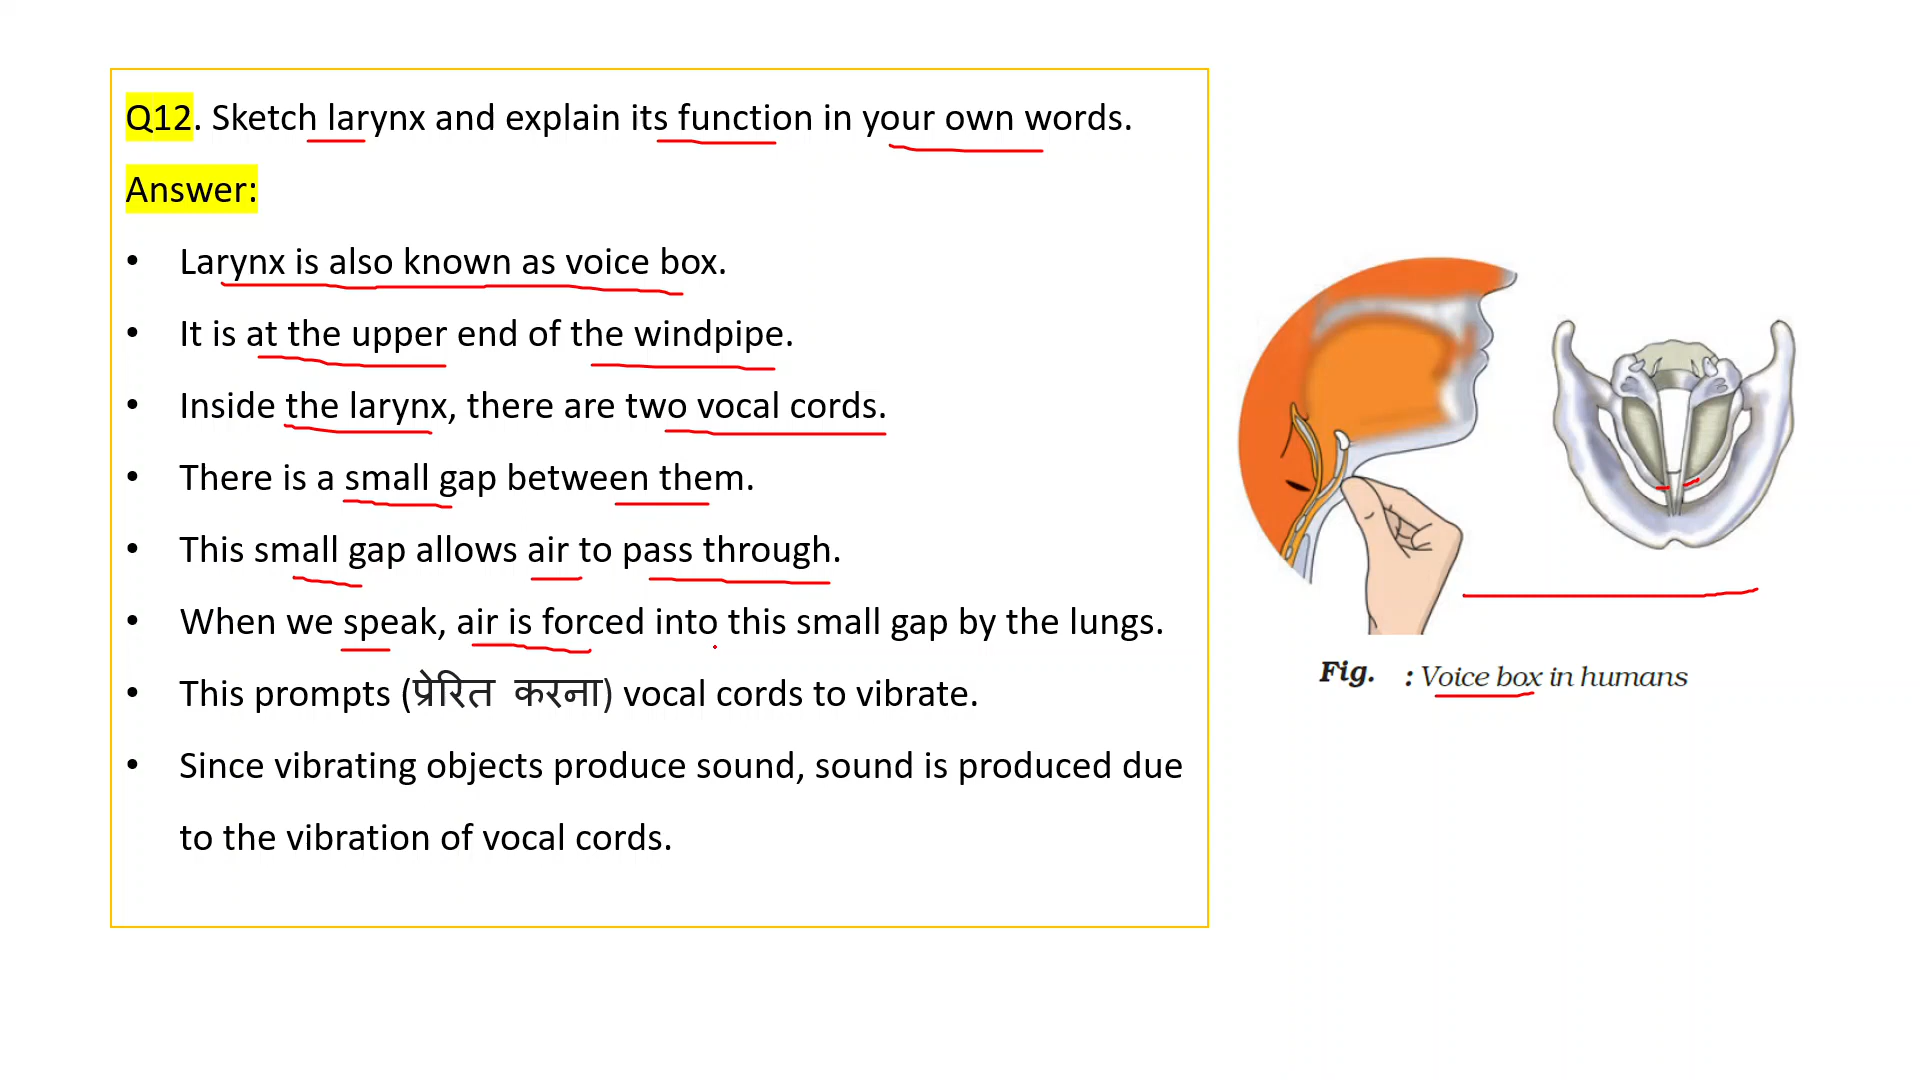 Q12. Sketch larynx and explain its function in your own words.
Answer:
• Larynx is also known as voice box.
• It is at the upper end of the windpipe.
• Inside the larynx, there are two vocal cords.
• There is a small gap between them.
• This small gap allows air to pass through.
• When we speak, air is forced into this small gap by the lungs.
• This prompts (प्रेरित करना) vocal cords to vibrate.
• Since vibrating objects produce sound, sound is produced due
to the vibration of vocal cords.
Fig. : Voice box in humans